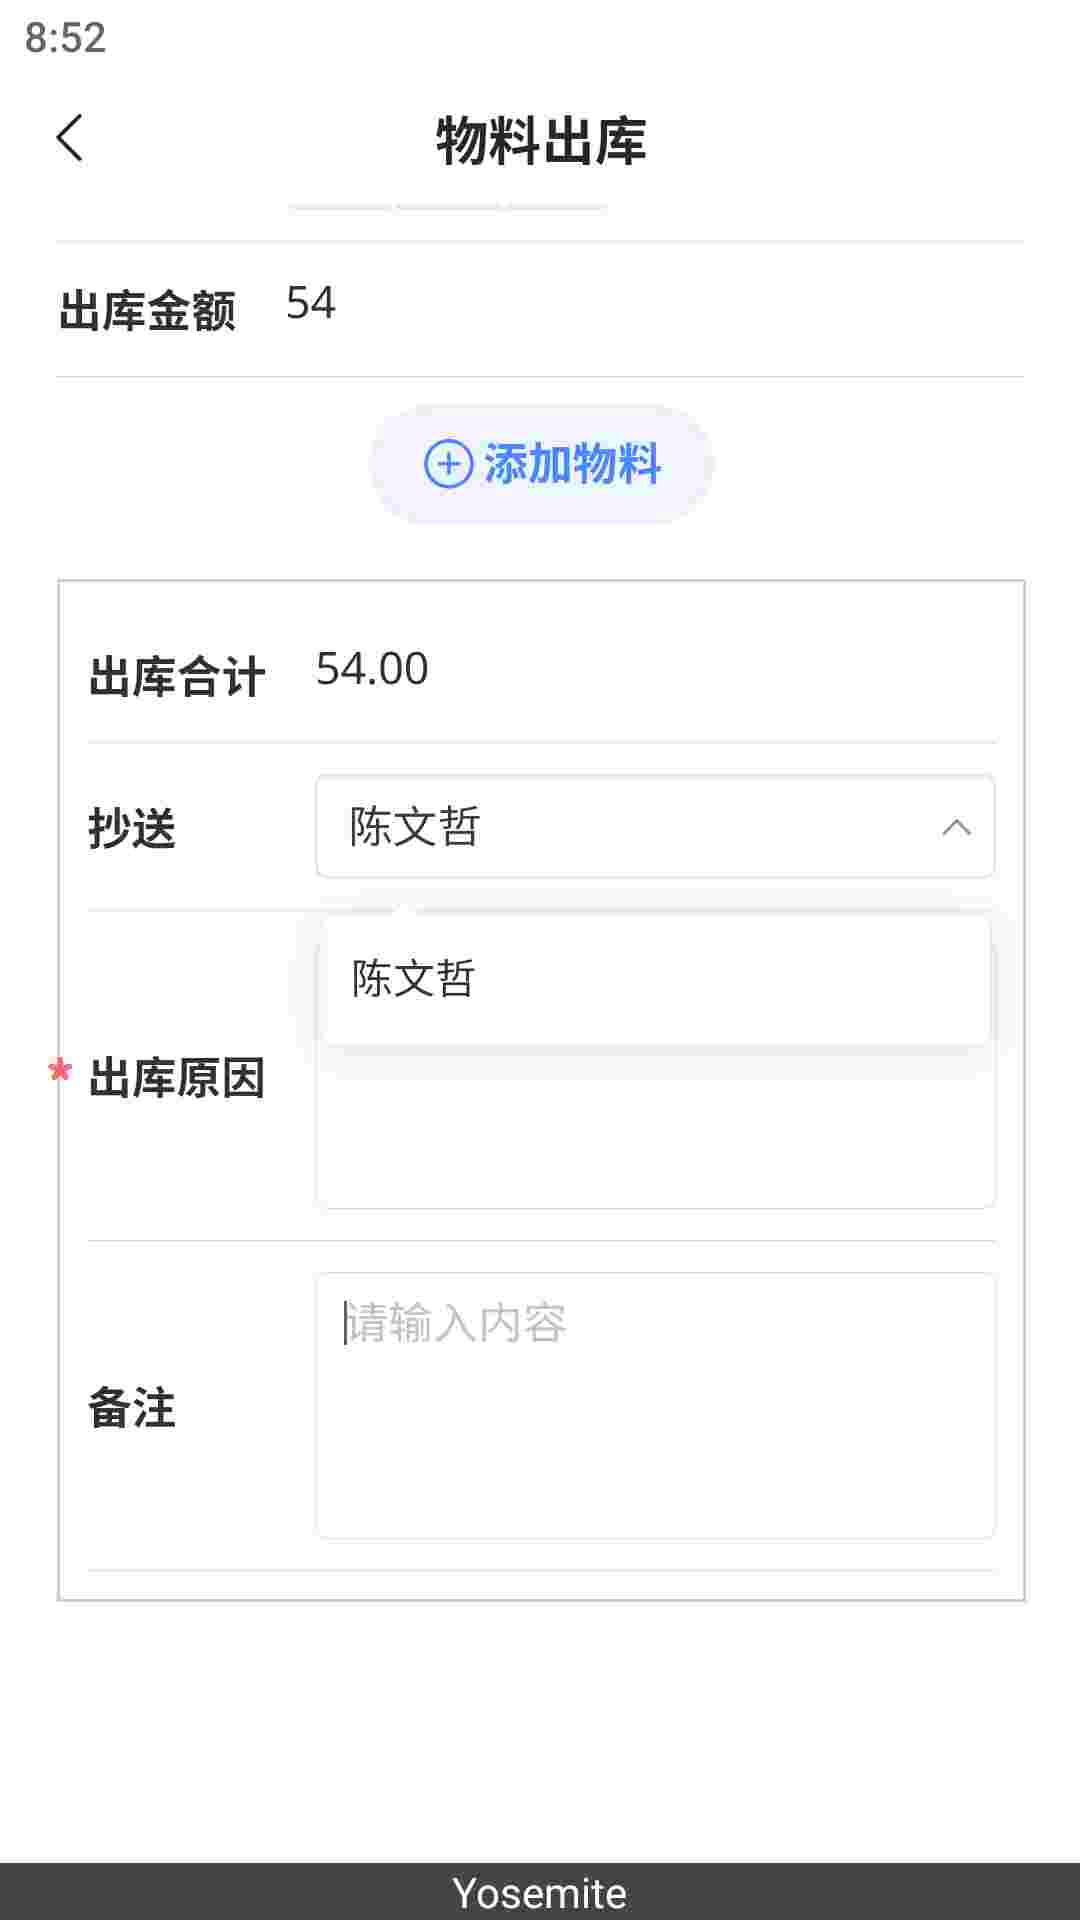 8:52
物料出库
出库金额 54
添加物料
出库合计 54.00
抄送 陈文哲
陈文哲
* 出库原因
请输入内容
备注
Yosemite